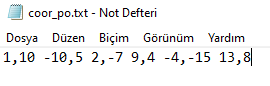 coor_po.txt - Not Defteri
Dosya Düzen Biçim Görünüm Yardım
1,10 -10,5 2,-7 9,4 -4,-15 13,8